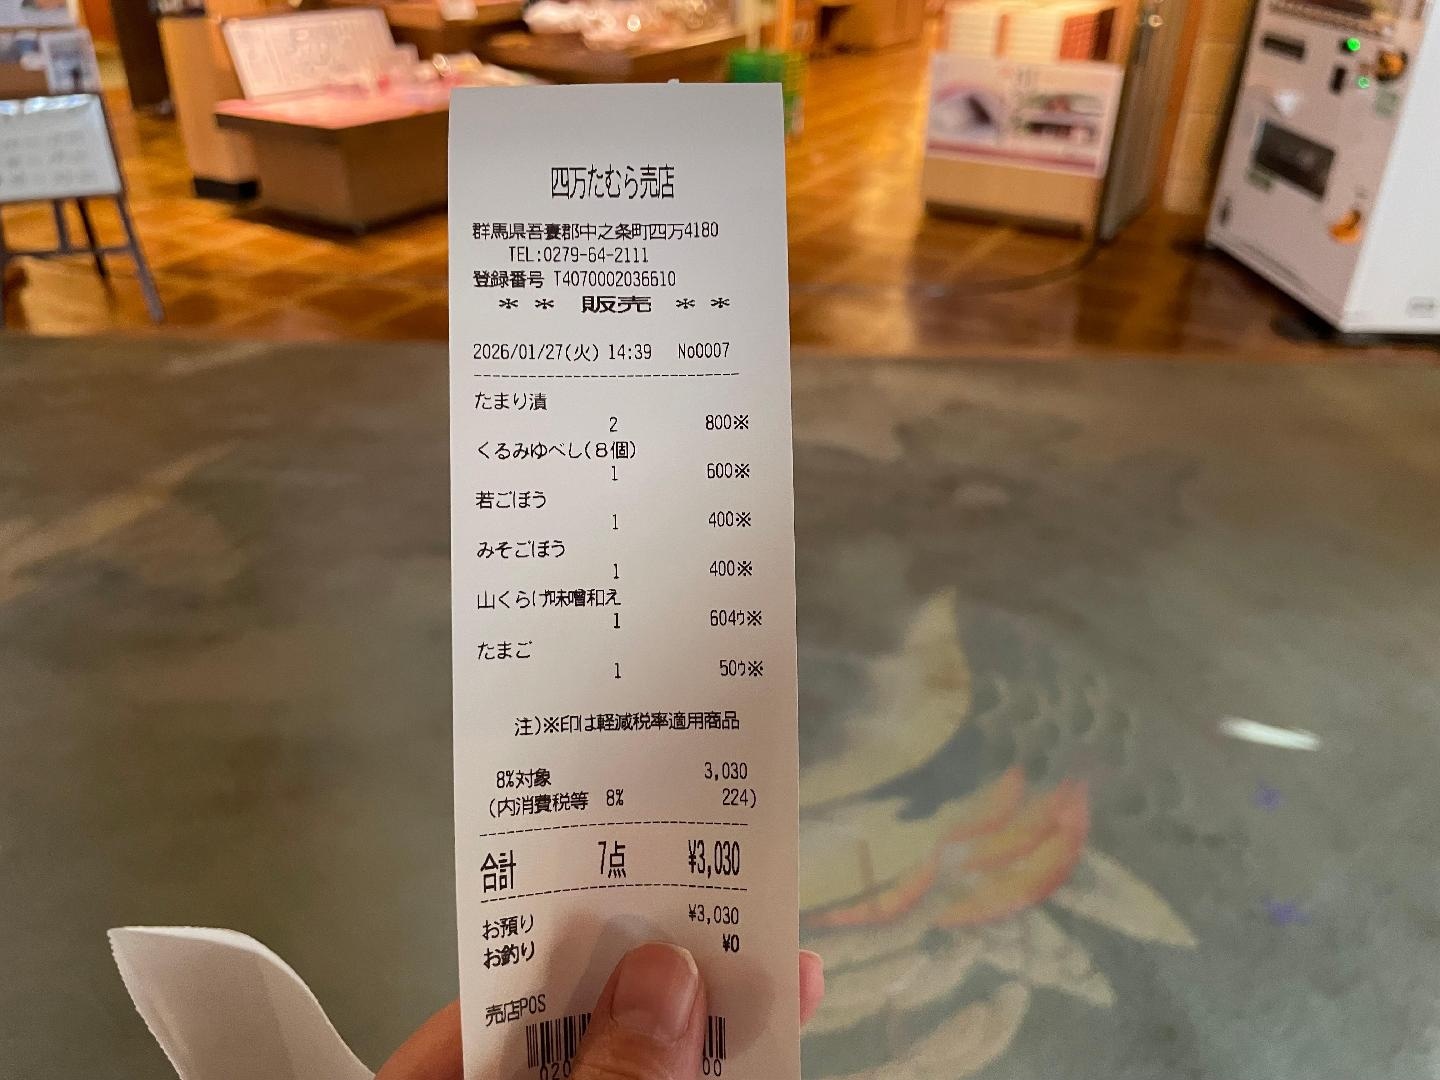 四万たむら売店
群馬県吾妻郡中之条町四万4180
TEL:0279-64-2111
登録番号 T4070002036610
＊ ＊ 販売 ＊ ＊
2026/01/27(火) 14:39 No0007
たまり漬
2 800※
くるみゆべし(8個)
1 600※
若ごぼう
1 400※
みそごぼう
1 400※
山くらげ味噌和え
1 604ｳ※
たまご
1 50ｳ※
注)※印は軽減税率適用商品
8%対象 3,030
(内消費税等 8% 224)
合計 7点 ¥3,030
お預り ¥3,030
お釣り ¥0
売店POS
020 00